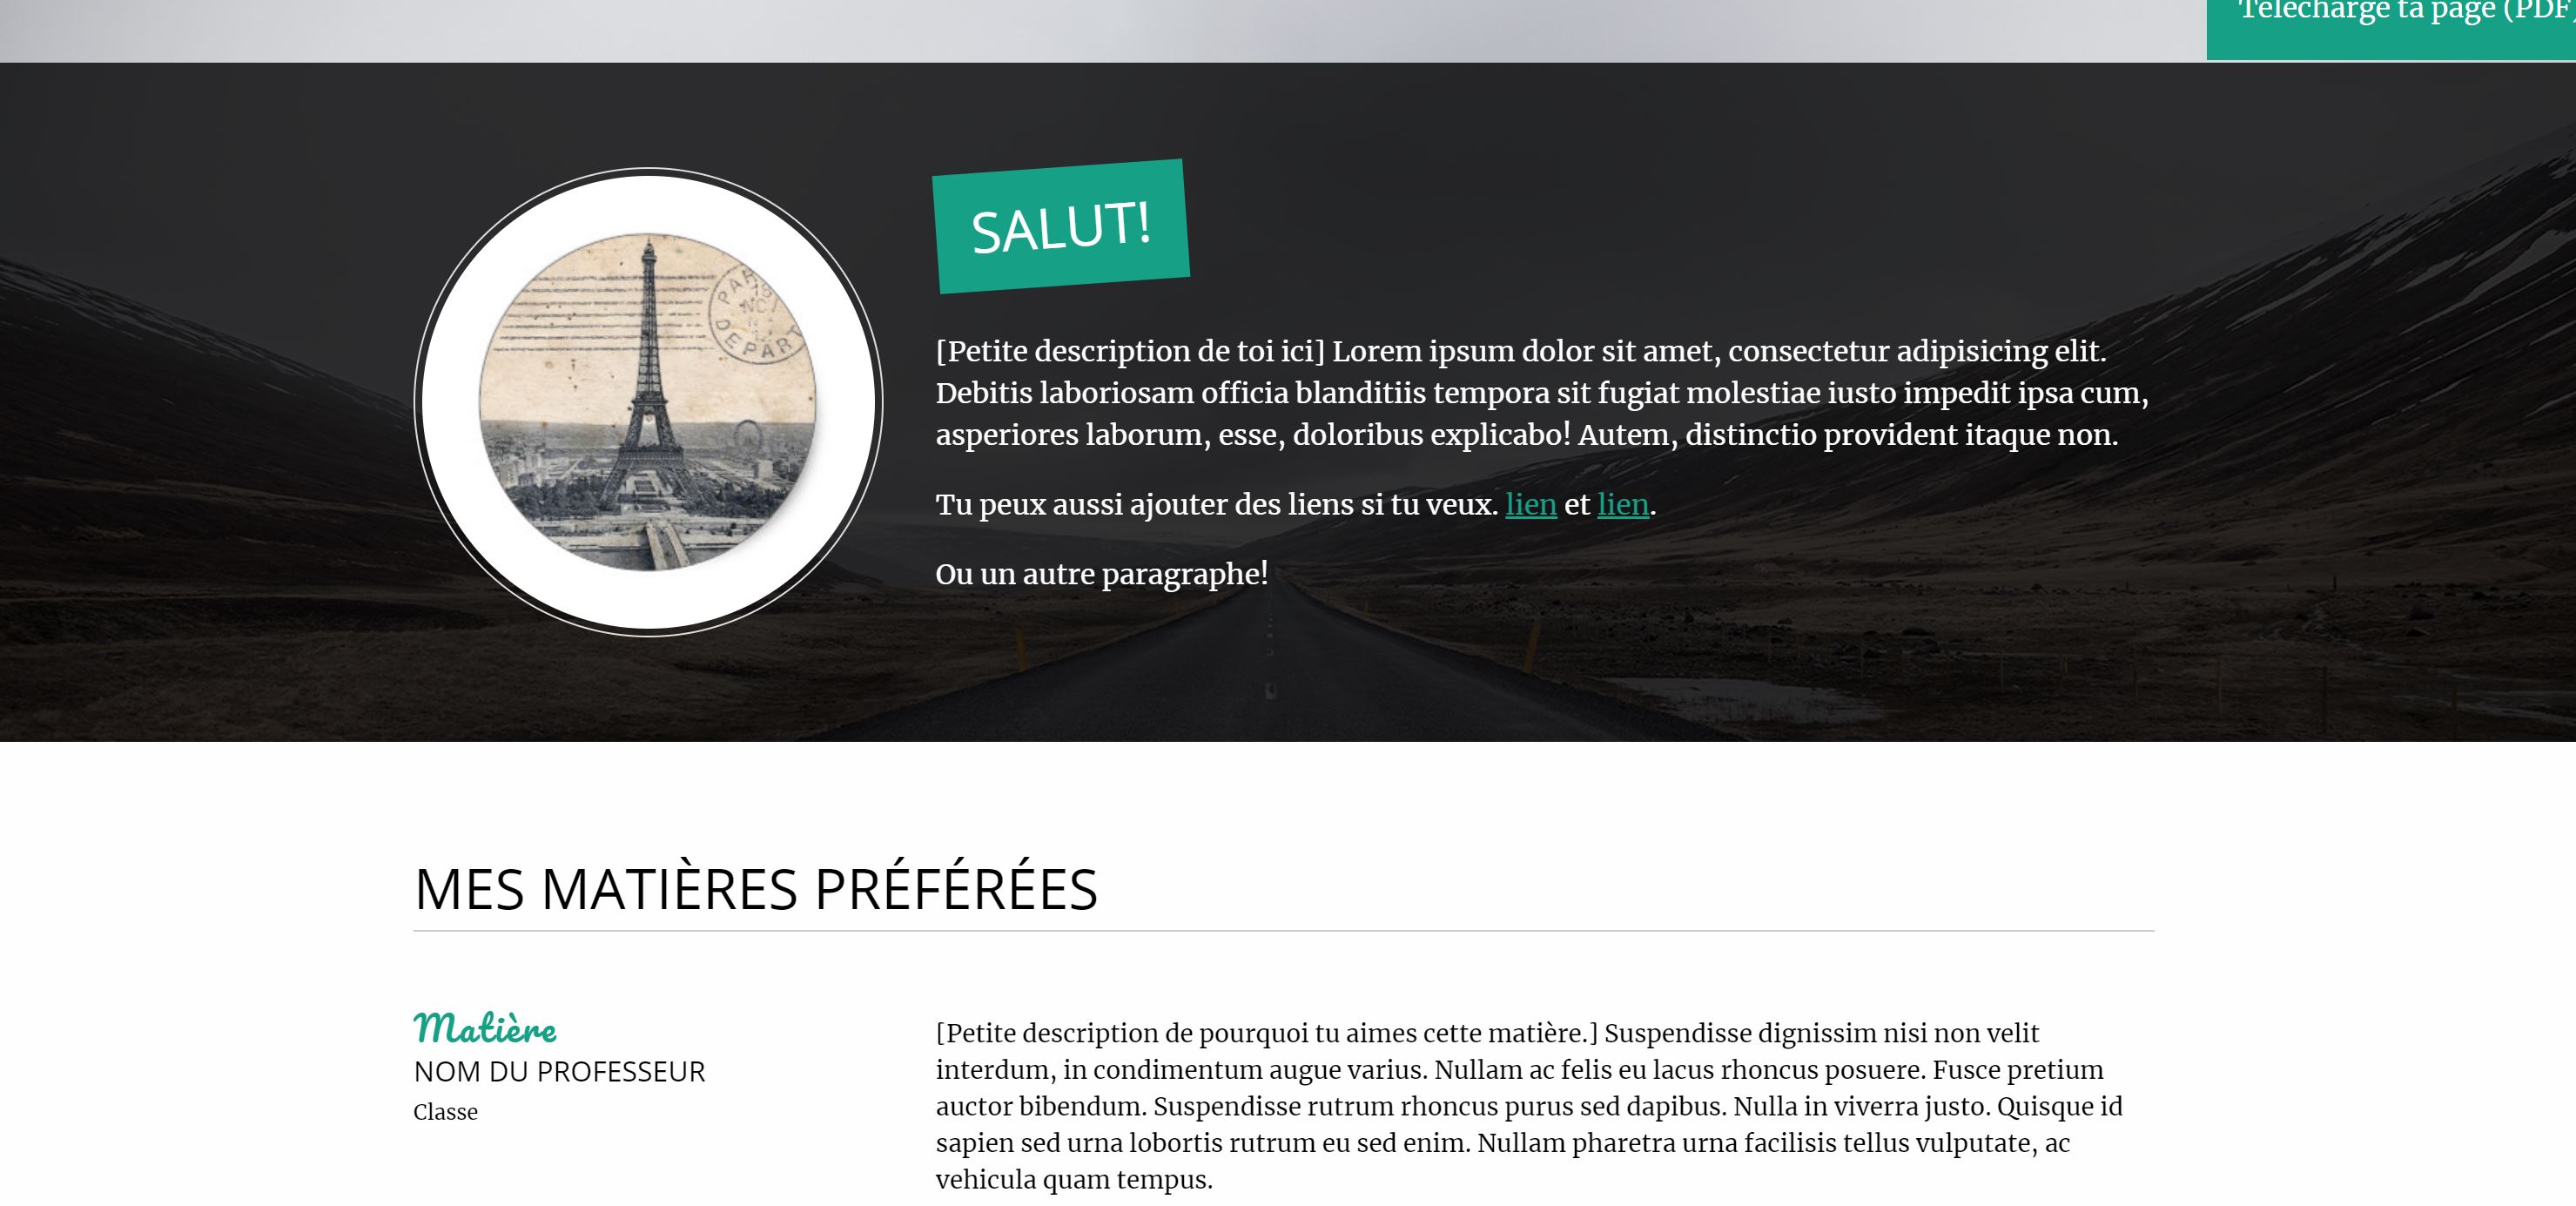 Télécharge ta page (PDF)
SALUT!
PAR
NOV
DEPART
[Petite description de toi ici] Lorem ipsum dolor sit amet, consectetur adipisicing elit.
Debitis laboriosam officia blanditiis tempora sit fugiat molestiae iusto impedit ipsa cum,
asperiores laborum, esse, doloribus explicabo! Autem, distinctio provident itaque non.
Tu peux aussi ajouter des liens si tu veux. lien et lien.
Ou un autre paragraphe!
MES MATIÈRES PRÉFÉRÉES
Matière
NOM DU PROFESSEUR
Classe
[Petite description de pourquoi tu aimes cette matière.] Suspendisse dignissim nisi non velit
interdum, in condimentum augue varius. Nullam ac felis eu lacus rhoncus posuere. Fusce pretium
auctor bibendum. Suspendisse rutrum rhoncus purus sed dapibus. Nulla in viverra justo. Quisque id
sapien sed urna lobortis rutrum eu sed enim. Nullam pharetra urna facilisis tellus vulputate, ac
vehicula quam tempus.